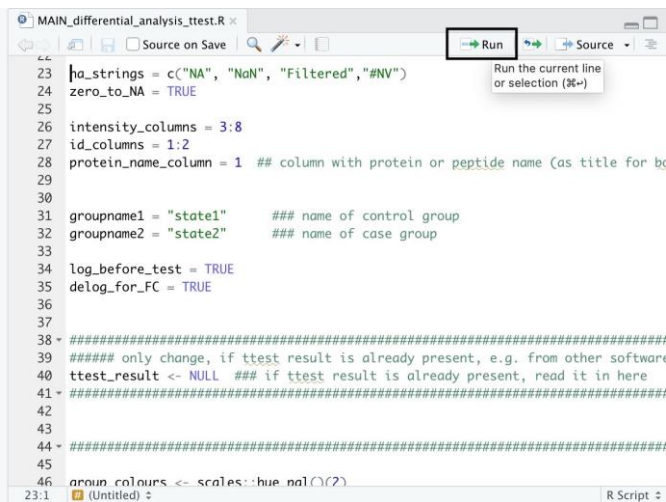 MAIN_differential_analysis_ttest.R ×
Source on Save Run Source
Run the current line
or selection (⌘↩)
22
23 na_strings = c("NA", "NaN", "Filtered","#NV")
24 zero_to_NA = TRUE
25
26 intensity_columns = 3:8
27 id_columns = 1:2
28 protein_name_column = 1 ## column with protein or peptide name (as title for bo
29
30
31 groupname1 = "state1" ### name of control group
32 groupname2 = "state2" ### name of case group
33
34 log_before_test = TRUE
35 delog_for_FC = TRUE
36
37
38 ################################################################################
39 ###### only change, if ttest result is already present, e.g. from other software
40 ttest_result <- NULL ### if ttest result is already present, read it in here
41 ################################################################################
42
43
44 ################################################################################
45
46 group_colours <- scales::hue_pal()(2)
23:1 (Untitled) R Script